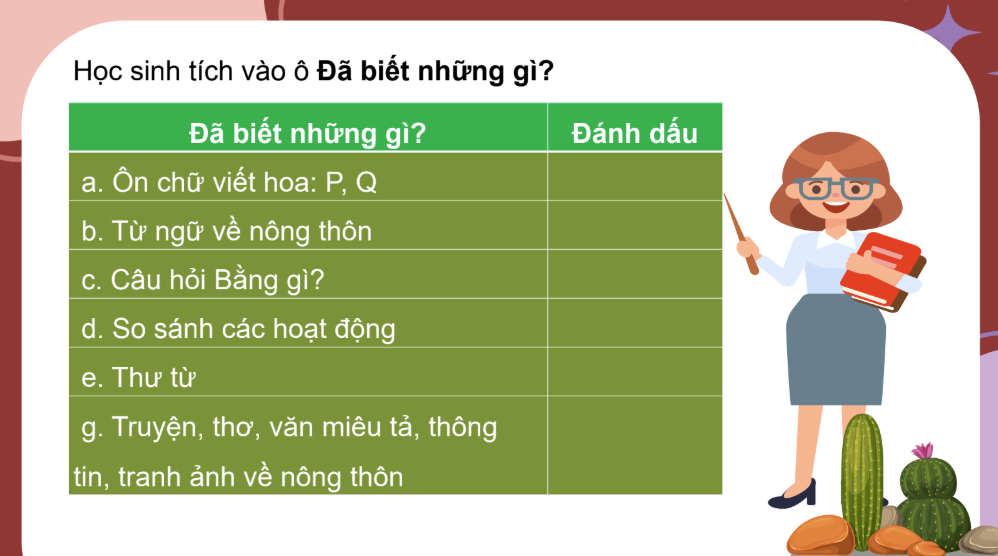 Học sinh tích vào ô Đã biết những gì?
Đã biết những gì? Đánh dấu
a. Ôn chữ viết hoa: P, Q
b. Từ ngữ về nông thôn
c. Câu hỏi Bằng gì?
d. So sánh các hoạt động
e. Thư từ
g. Truyện, thơ, văn miêu tả, thông
tin, tranh ảnh về nông thôn